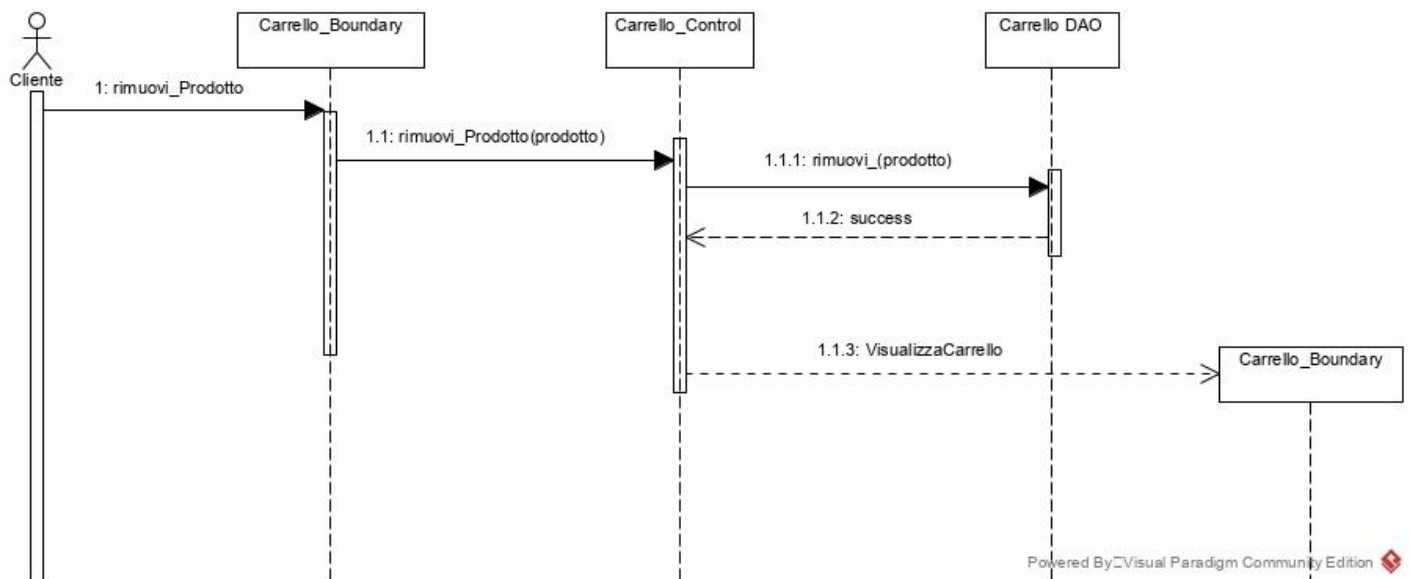 Carrello_Boundary
Carrello_Control
Carrello DAO
Cliente
1: rimuovi_Prodotto
1.1: rimuovi_Prodotto(prodotto)
1.1.1: rimuovi_(prodotto)
1.1.2: success
1.1.3: VisualizzaCarrello
Carrello_Boundary
Powered By□Visual Paradigm Community Edition